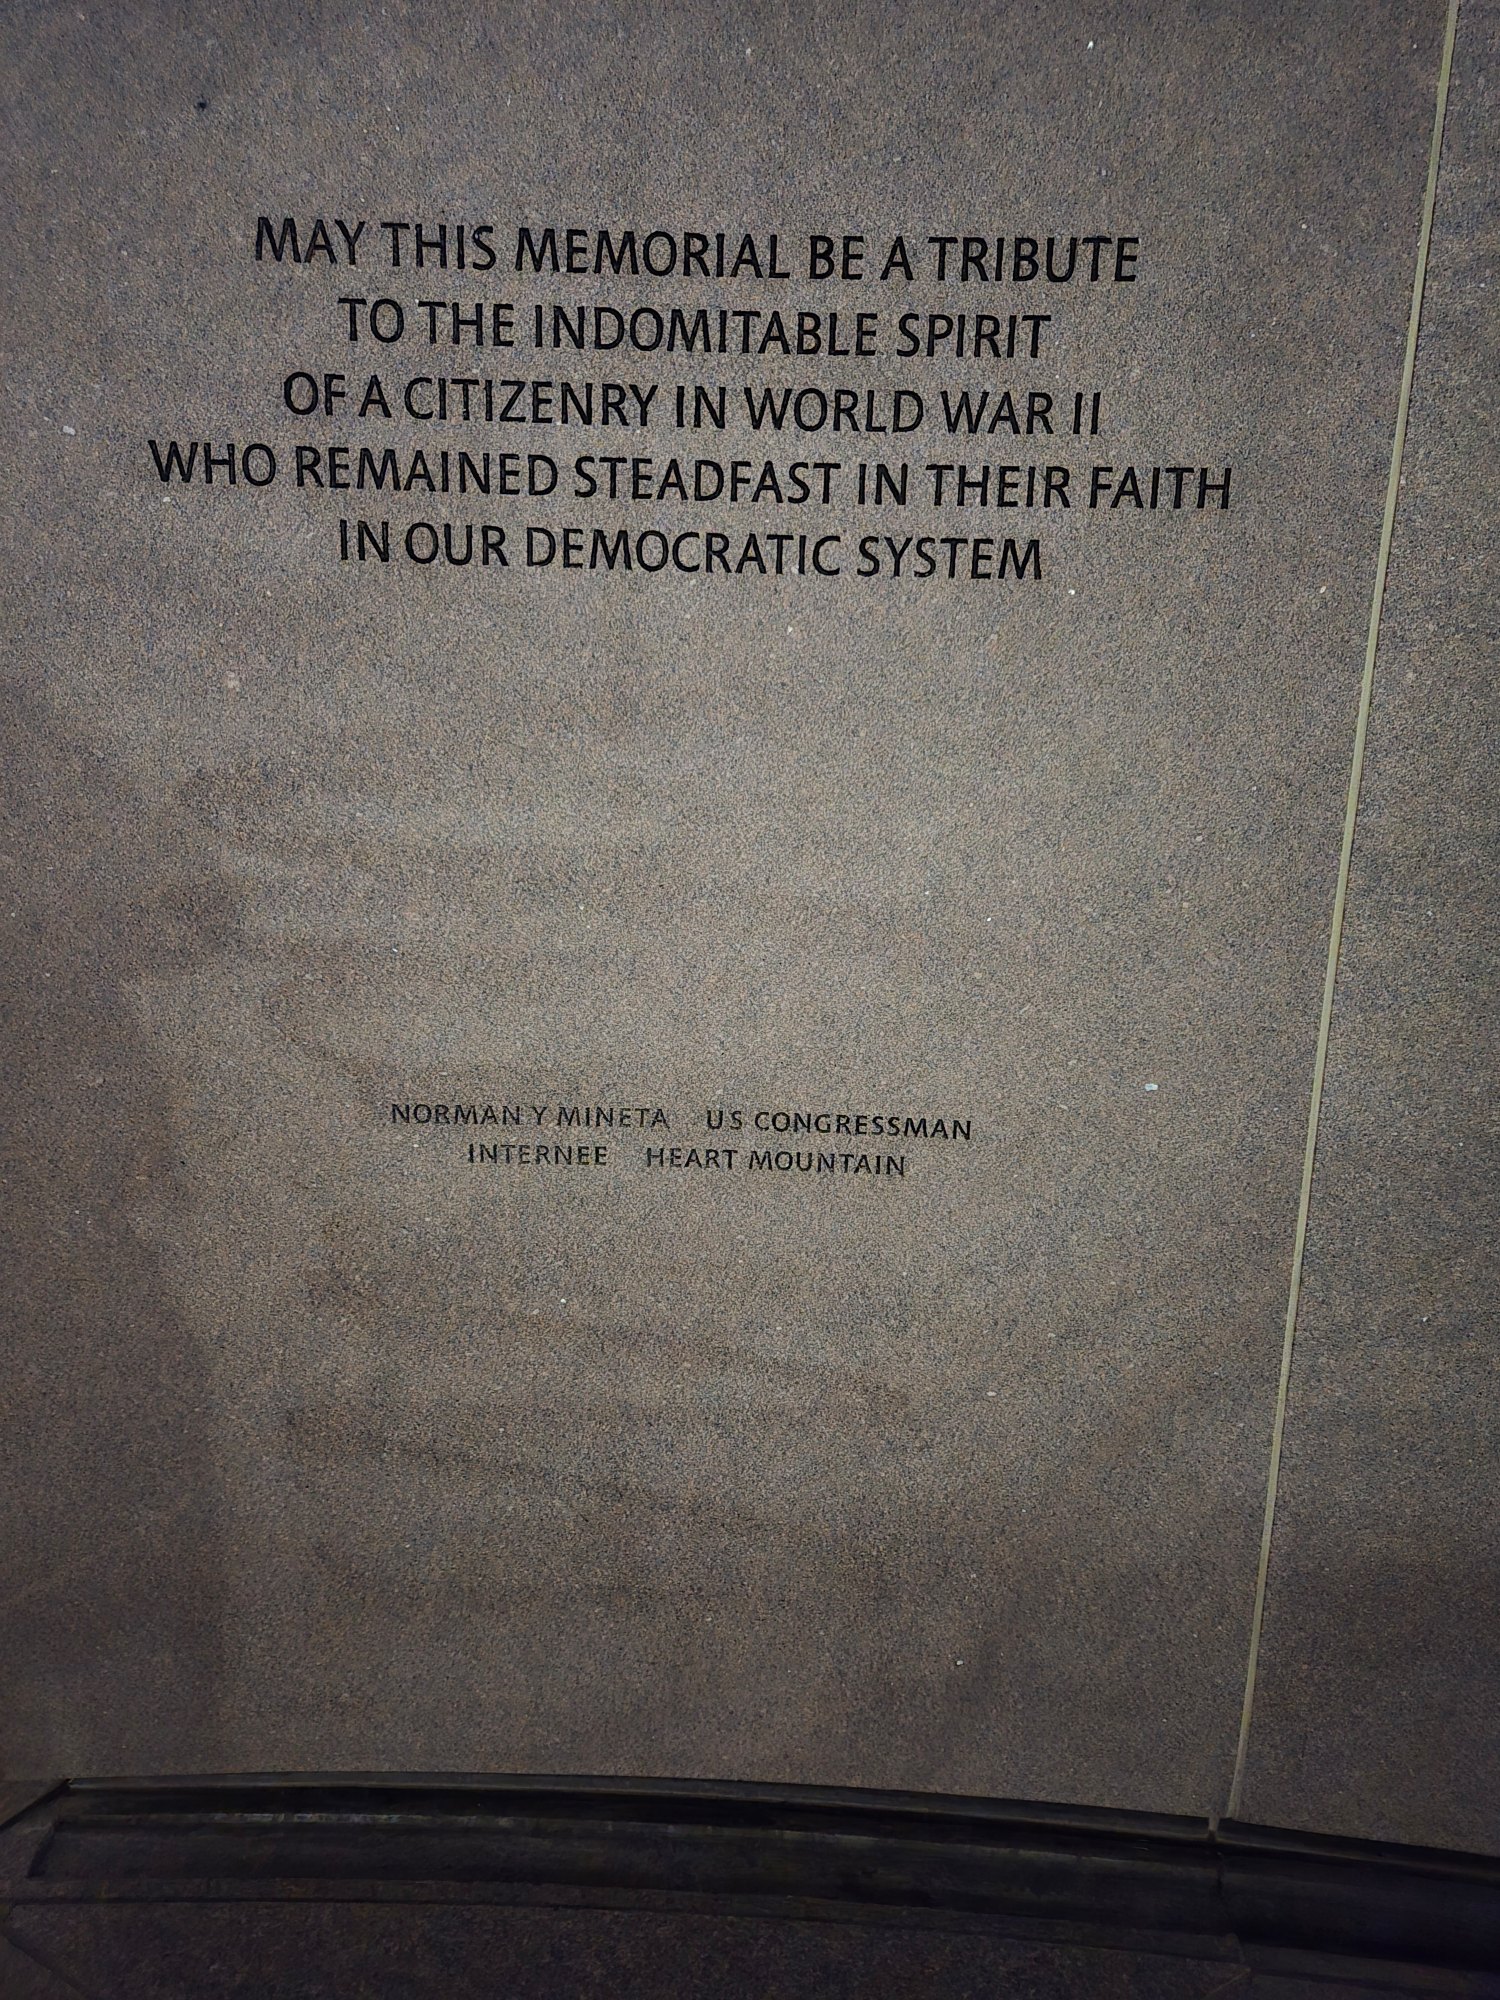 MAY THIS MEMORIAL BE A TRIBUTE
TO THE INDOMITABLE SPIRIT
OF A CITIZENRY IN WORLD WAR II
WHO REMAINED STEADFAST IN THEIR FAITH
IN OUR DEMOCRATIC SYSTEM
NORMAN Y MINETA US CONGRESSMAN
INTERNEE HEART MOUNTAIN